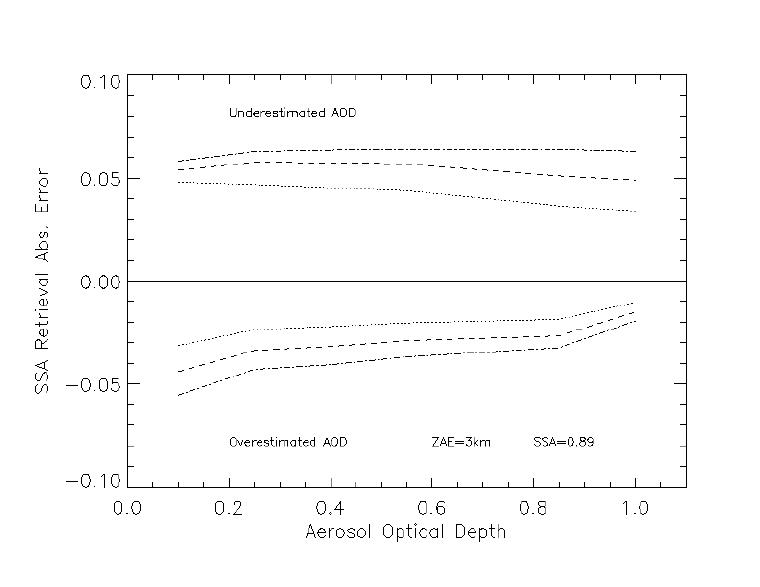 0.10
Underestimated AOD
0.05
SSA Retrieval Abs. Error
0.00
−0.05
Overestimated AOD ZAE=3km SSA=0.89
−0.10
0.0 0.2 0.4 0.6 0.8 1.0
Aerosol Optical Depth